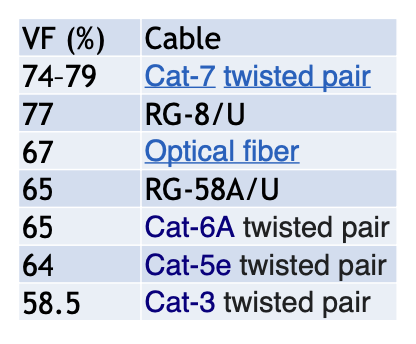 VF (%) Cable
74-79 Cat-7 twisted pair
77 RG-8/U
67 Optical fiber
65 RG-58A/U
65 Cat-6A twisted pair
64 Cat-5e twisted pair
58.5 Cat-3 twisted pair